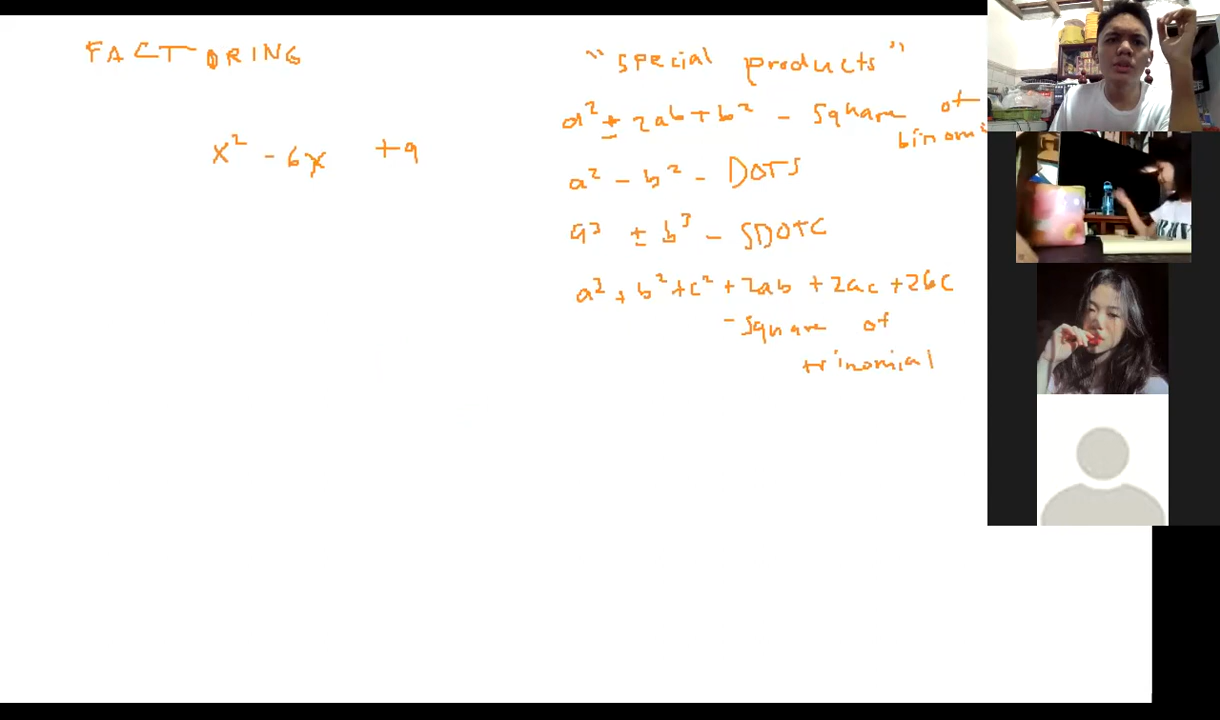 FACTORING
x² - 6x + 9
"special products"
a² ± 2ab + b² - square of
binomi
a² - b² - DOTS
a³ ± b³ - SDOTC
a² + b² + c² + 2ab + 2ac + 2bc
- square of
trinomial